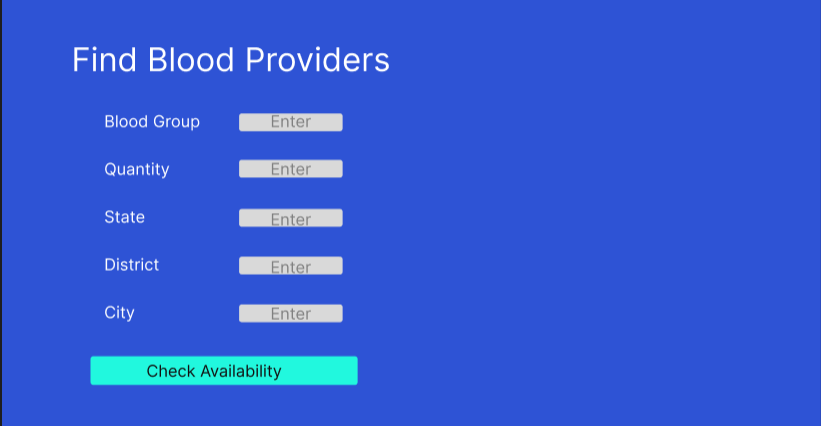 Find Blood Providers
Blood Group Enter
Quantity Enter
State Enter
District Enter
City Enter
Check Availability